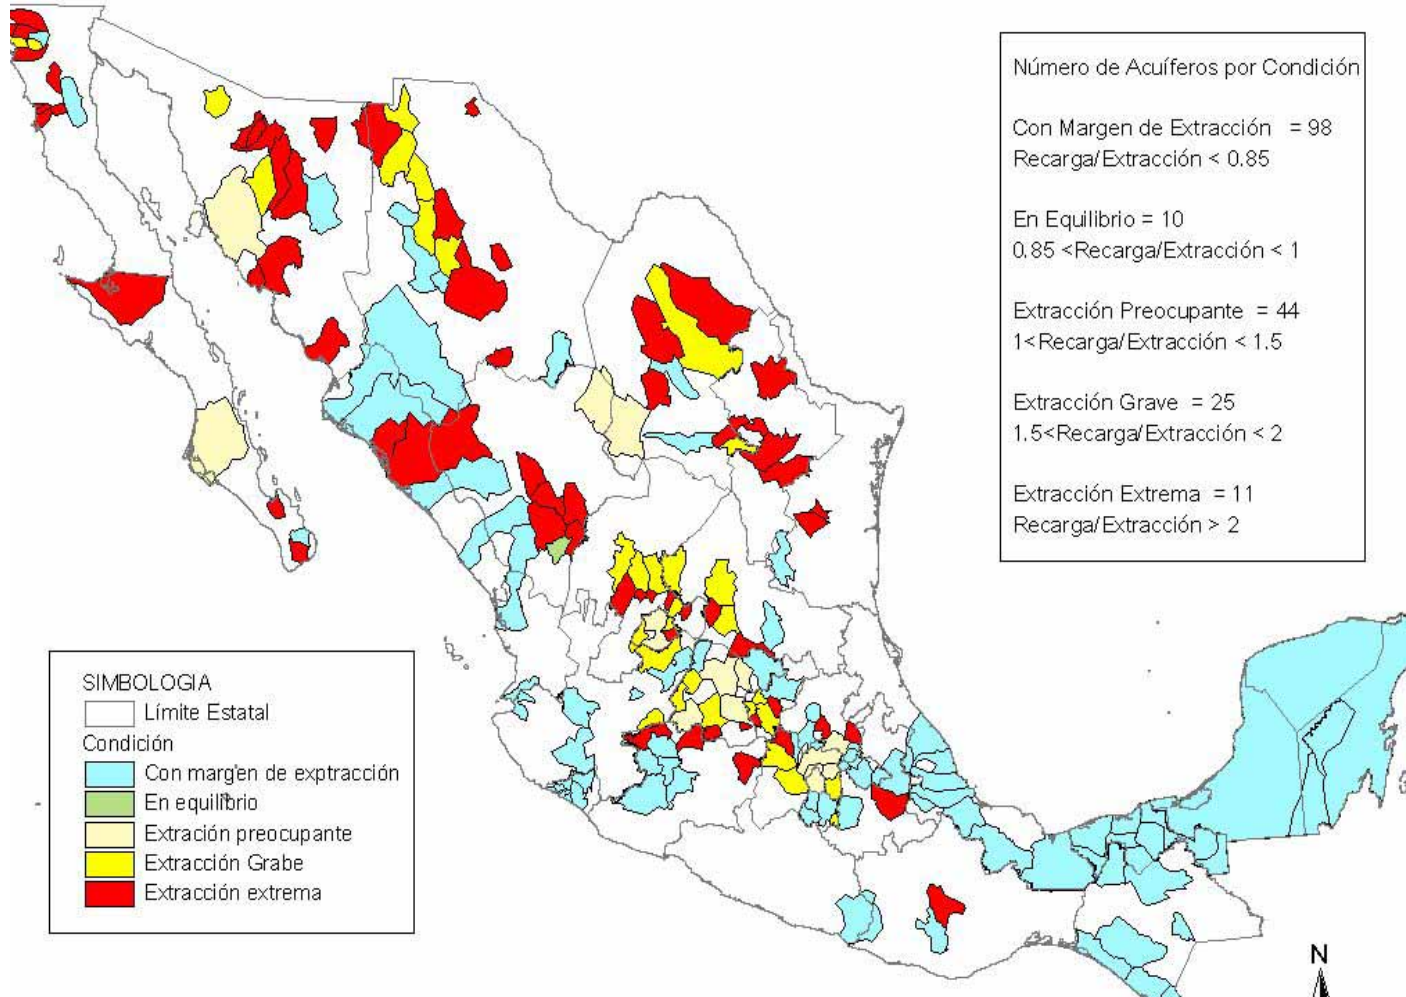 Número de Acuíferos por Condición
Con Margen de Extracción = 98
Recarga/Extracción < 0.85
En Equilibrio = 10
0.85 <Recarga/Extracción < 1
Extracción Preocupante = 44
1<Recarga/Extracción < 1.5
Extracción Grave = 25
1.5<Recarga/Extracción < 2
Extracción Extrema = 11
Recarga/Extracción > 2
SIMBOLOGIA
Límite Estatal
Condición
Con margen de exptracción
En equilibrio
Extración preocupante
Extracción Grabe
Extracción extrema
N